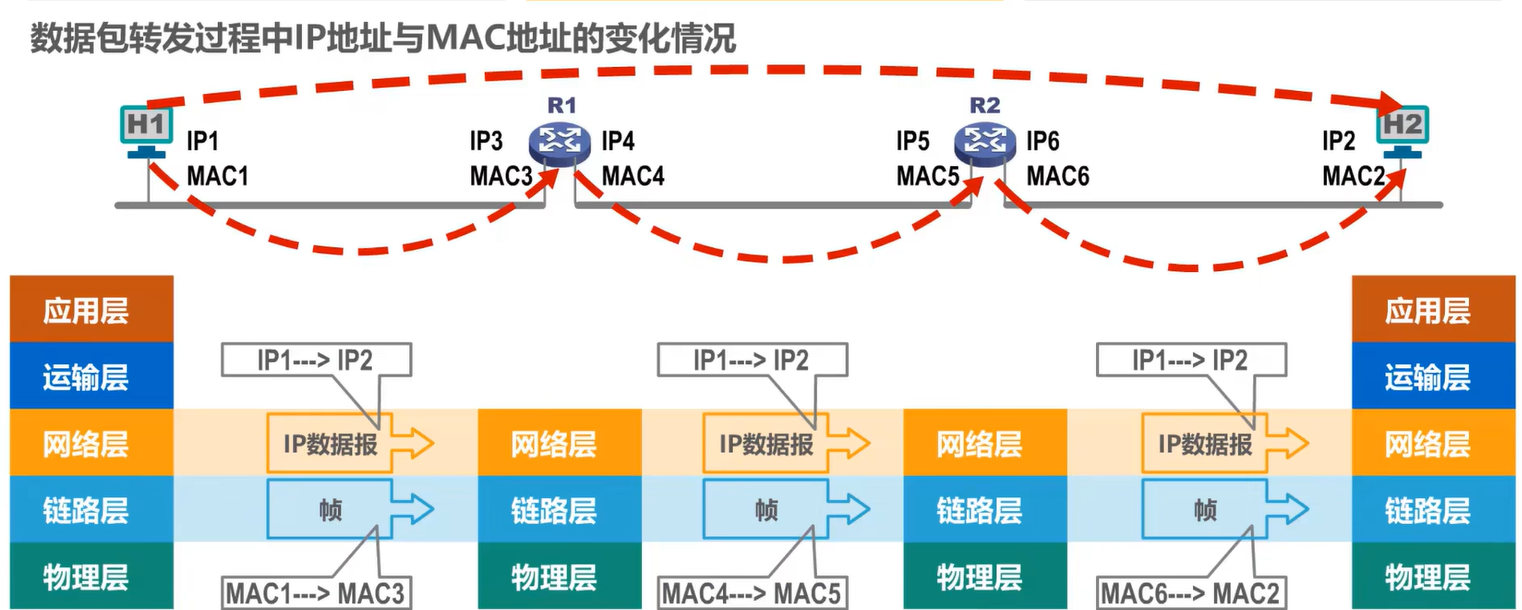 数据包转发过程中IP地址与MAC地址的变化情况
H1
IP1
MAC1
R1
IP3
MAC3
IP4
MAC4
R2
IP5
MAC5
IP6
MAC6
H2
IP2
MAC2
应用层
应用层
运输层
IP1---> IP2
IP1---> IP2
IP1---> IP2
运输层
网络层
IP数据报
网络层
IP数据报
网络层
IP数据报
网络层
链路层
帧
链路层
帧
链路层
帧
链路层
物理层
MAC1---> MAC3
物理层
MAC4---> MAC5
物理层
MAC6---> MAC2
物理层